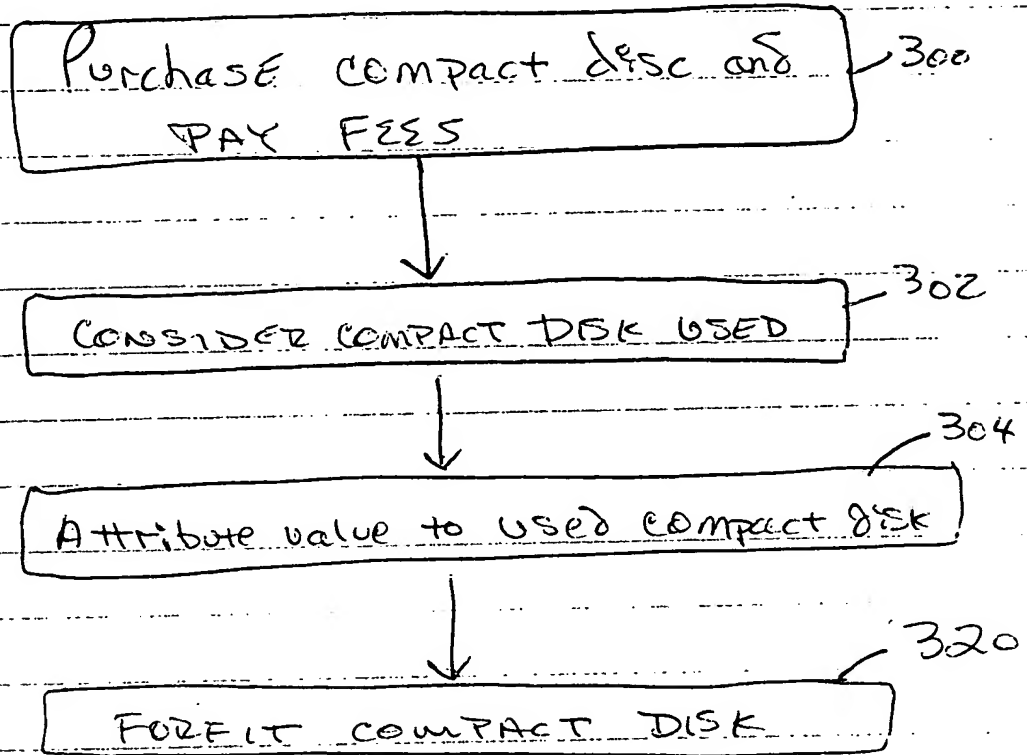 Purchase compact disc and
PAY FEES
300
CONSIDER COMPACT DISK USED
302
Attribute value to used compact disk
304
FOREIT COMPACT DISK
320